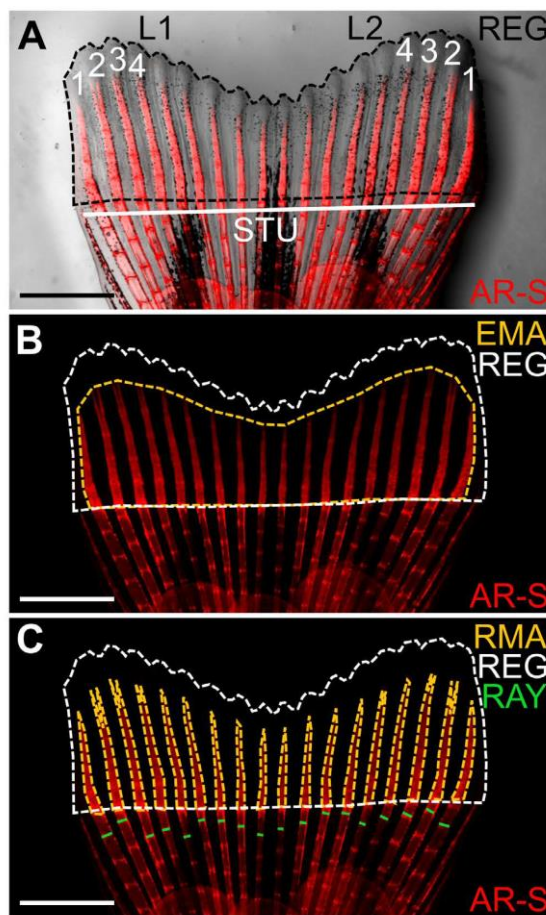 A L1 L2 REG
1 2 3 4 4 3 2 1
STU
AR-S
B EMA
REG
AR-S
C RMA
REG
RAY
AR-S